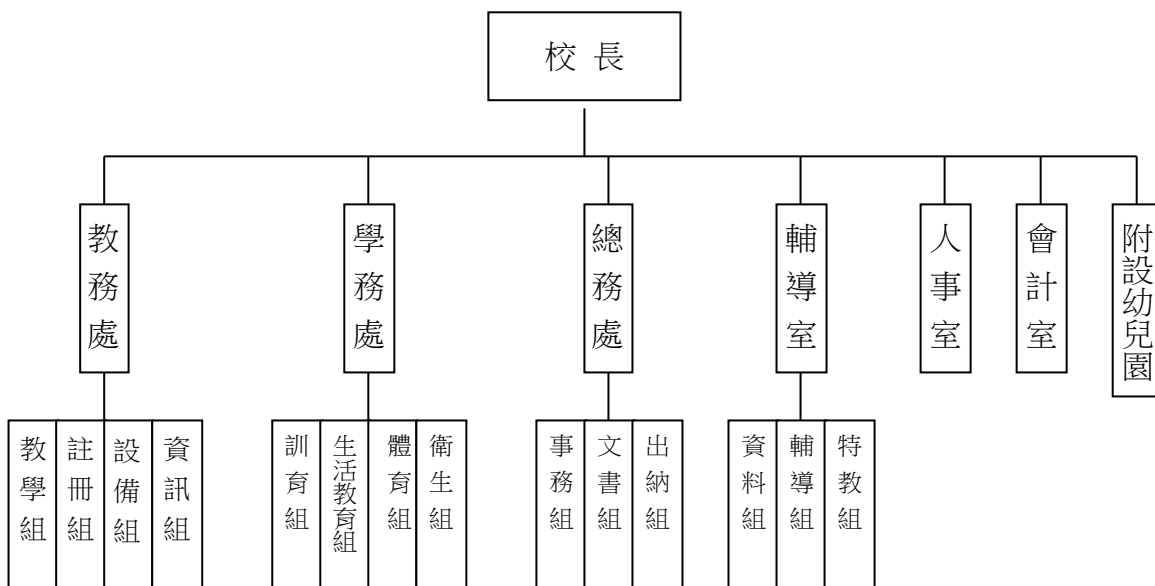 校長
教務處
學務處
總務處
輔導室
人事室
會計室
附設幼兒園
教學組
註冊組
設備組
資訊組
訓育組
生活教育組
體育組
衛生組
事務組
文書組
出納組
資料組
輔導組
特教組